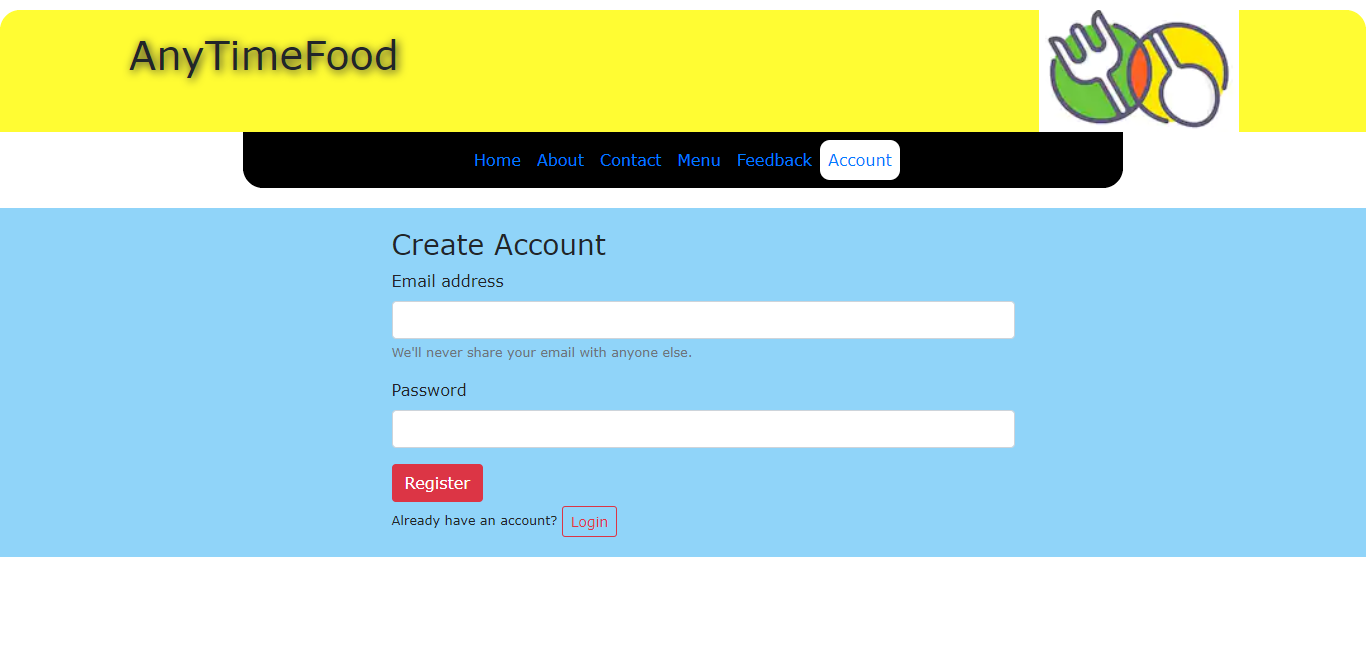 AnyTimeFood
Home About Contact Menu Feedback Account
Create Account
Email address
We'll never share your email with anyone else.
Password
Register
Already have an account? Login